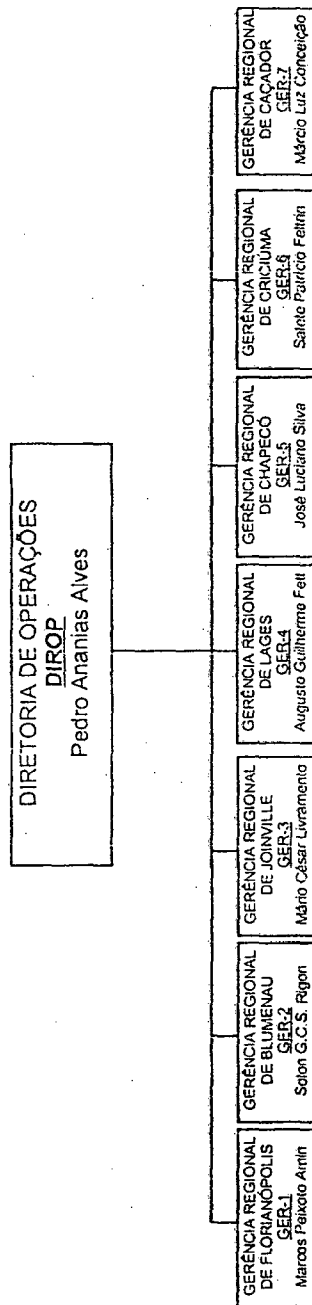 DIRETORIA DE OPERAÇÕES
DIROP
Pedro Ananias Alves
GERÊNCIA REGIONAL
DE FLORIANÓPOLIS
GER-1
Marcos Peixoto Amin
GERÊNCIA REGIONAL
DE BLUMENAU
GER-2
Solon G.C.S. Rigon
GERÊNCIA REGIONAL
DE JOINVILLE
GER-3
Mário César Livramento
GERÊNCIA REGIONAL
DE LAGES
GER-4
Augusto Guilherme Fett
GERÊNCIA REGIONAL
DE CHAPECÓ
GER-5
José Luciano Silva
GERÊNCIA REGIONAL
DE CRICIÚMA
GER-6
Salete Patrício Feltrin
GERÊNCIA REGIONAL
DE CAÇADOR
GER-7
Márcio Luz Conceição